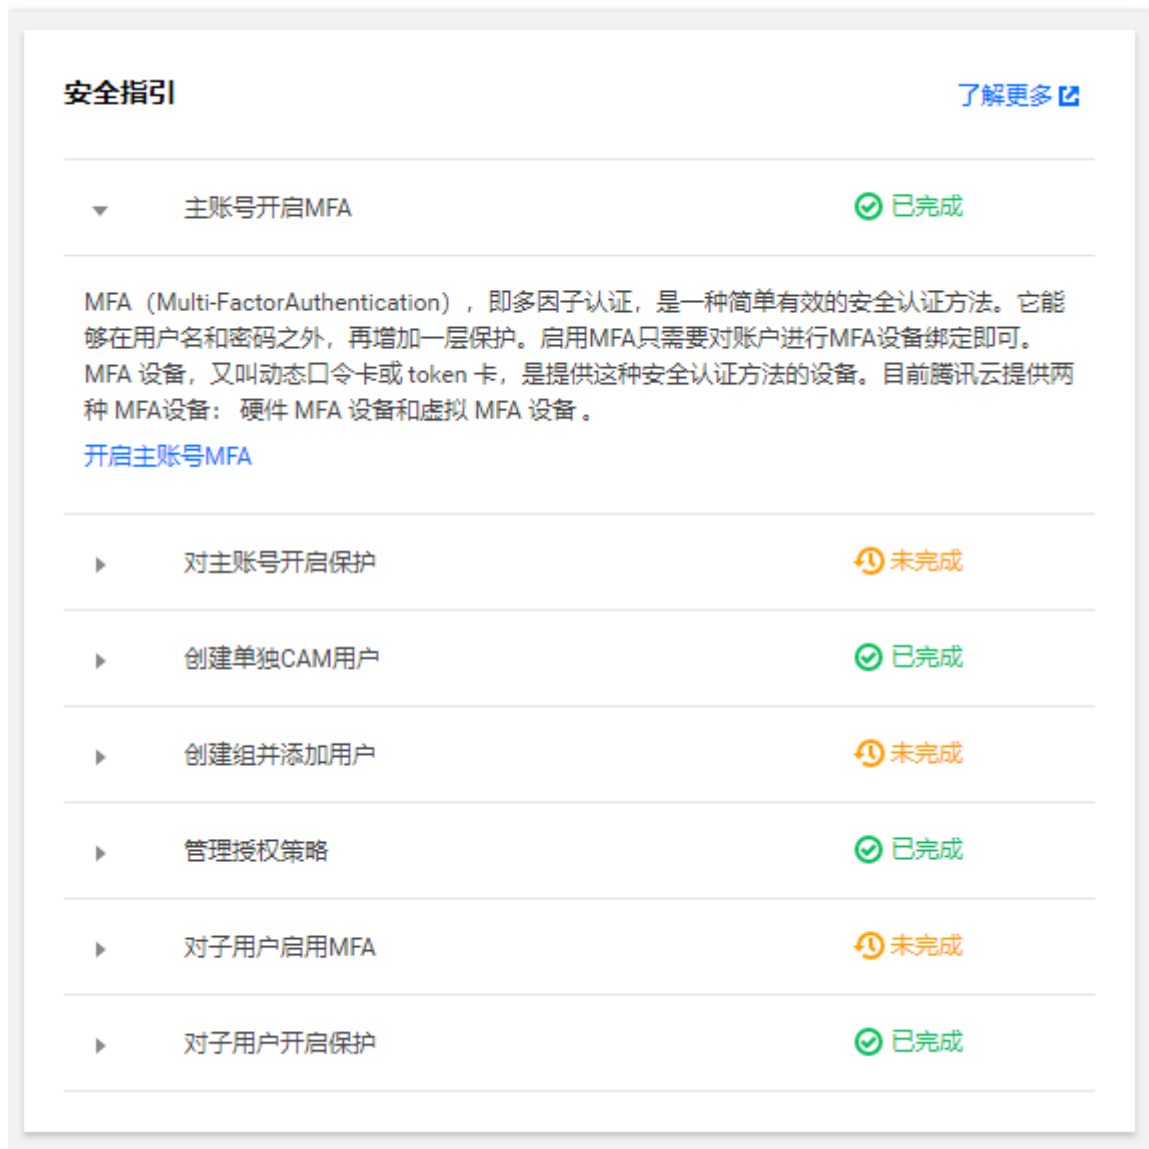 安全指引
了解更多
主账号开启MFA
已完成
MFA（Multi-FactorAuthentication），即多因子认证，是一种简单有效的安全认证方法。它能
够在用户名和密码之外，再增加一层保护。启用MFA只需要对账户进行MFA设备绑定即可。
MFA 设备，又叫动态口令卡或 token 卡，是提供这种安全认证方法的设备。目前腾讯云提供两
种 MFA设备： 硬件 MFA 设备和虚拟 MFA 设备 。
开启主账号MFA
对主账号开启保护
未完成
创建单独CAM用户
已完成
创建组并添加用户
未完成
管理授权策略
已完成
对子用户启用MFA
未完成
对子用户开启保护
已完成